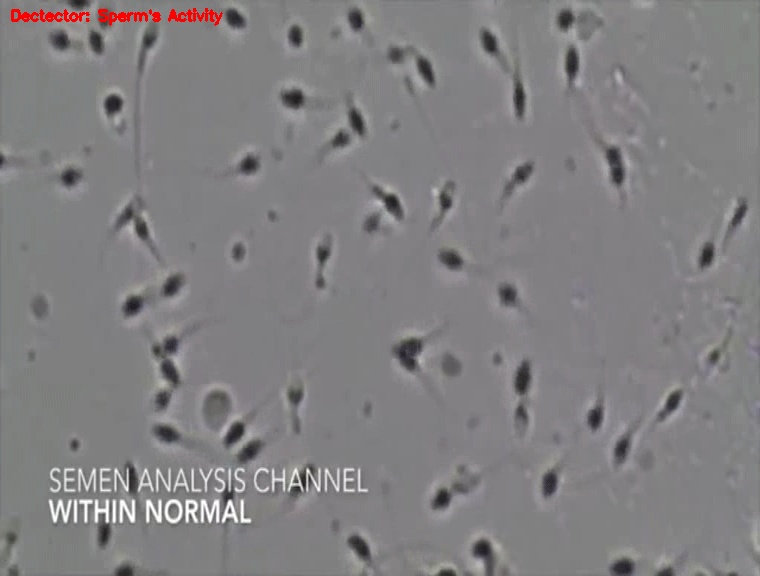 Dectector: Sperm's Activity
SEMEN ANALYSIS CHANNEL
WITHIN NORMAL